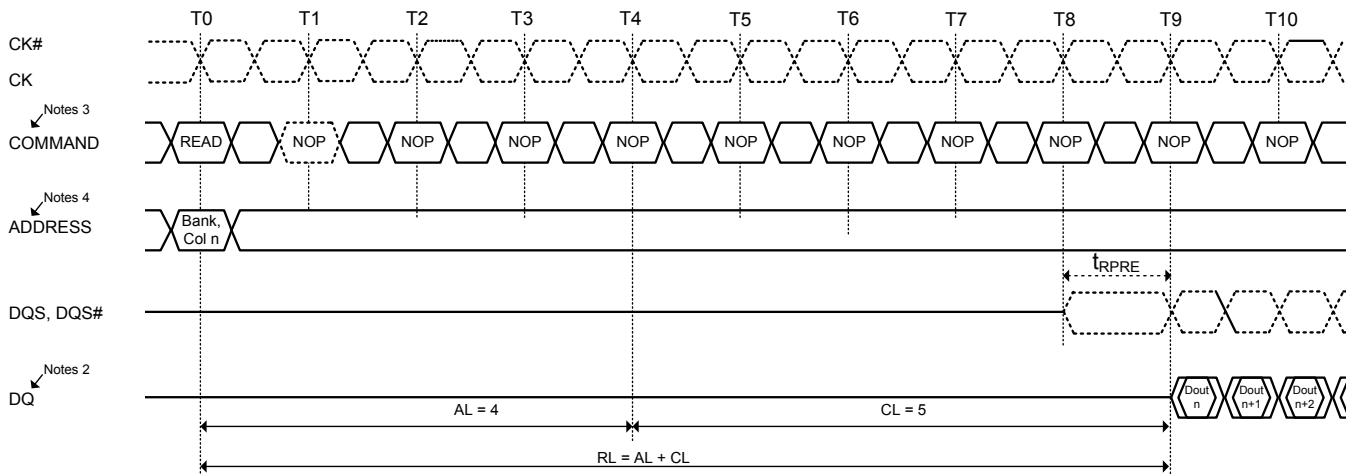 T0 T1 T2 T3 T4 T5 T6 T7 T8 T9 T10
CK#
CK
Notes 3
COMMAND READ NOP NOP NOP NOP NOP NOP NOP NOP NOP NOP
Notes 4
ADDRESS
Bank,
Col n
tRPRE
DQS, DQS#
Notes 2
DQ
Dout
n
Dout
n+1
Dout
n+2
AL = 4
CL = 5
RL = AL + CL